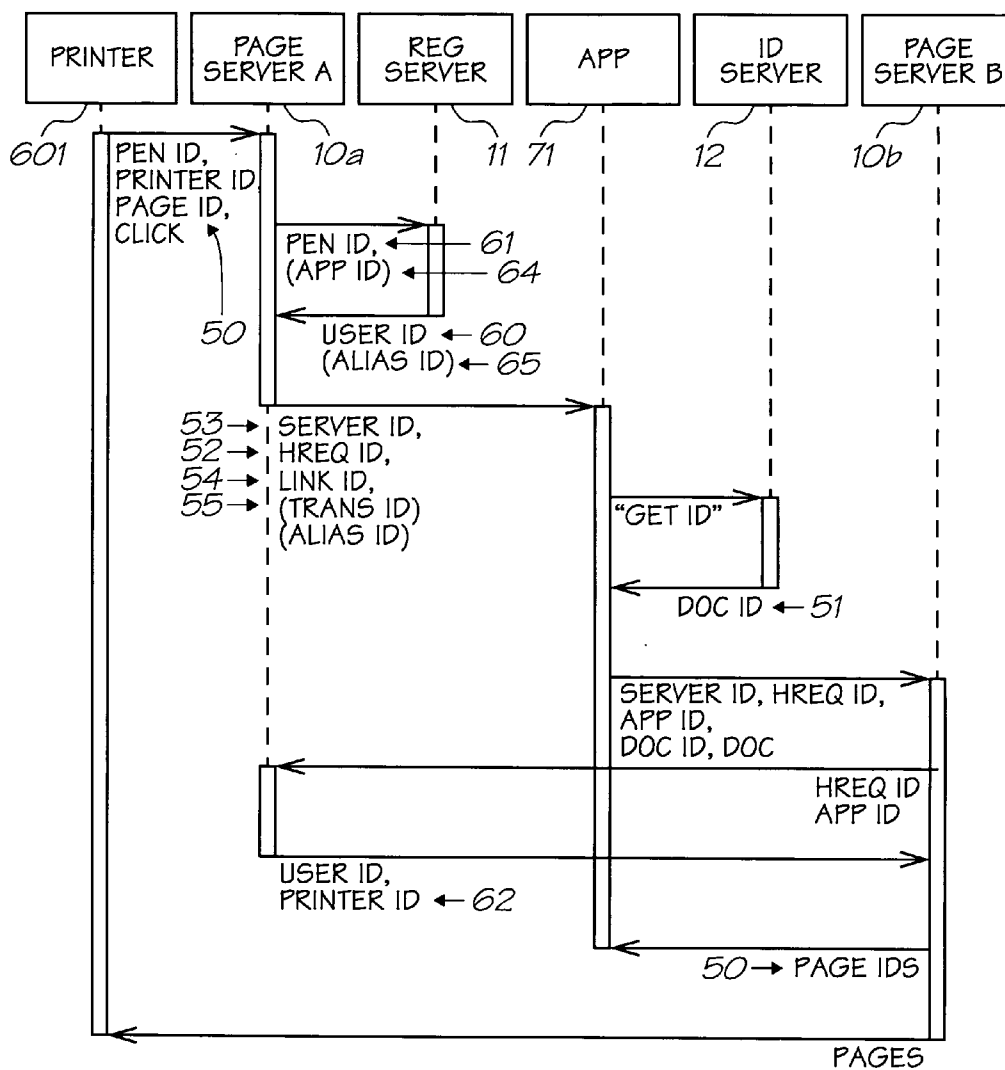 PRINTER
PAGE
SERVER A
REG
SERVER
APP
ID
SERVER
PAGE
SERVER B
601
10a
11
71
12
10b
PEN ID,
PRINTER ID,
PAGE ID,
CLICK
50
PEN ID, 61
(APP ID) 64
USER ID 60
(ALIAS ID) 65
53 SERVER ID,
52 HREQ ID,
54 LINK ID,
55 (TRANS ID)
(ALIAS ID)
"GET ID"
DOC ID 51
SERVER ID, HREQ ID,
APP ID,
DOC ID, DOC
HREQ ID
APP ID
USER ID,
PRINTER ID 62
50 PAGE IDS
PAGES